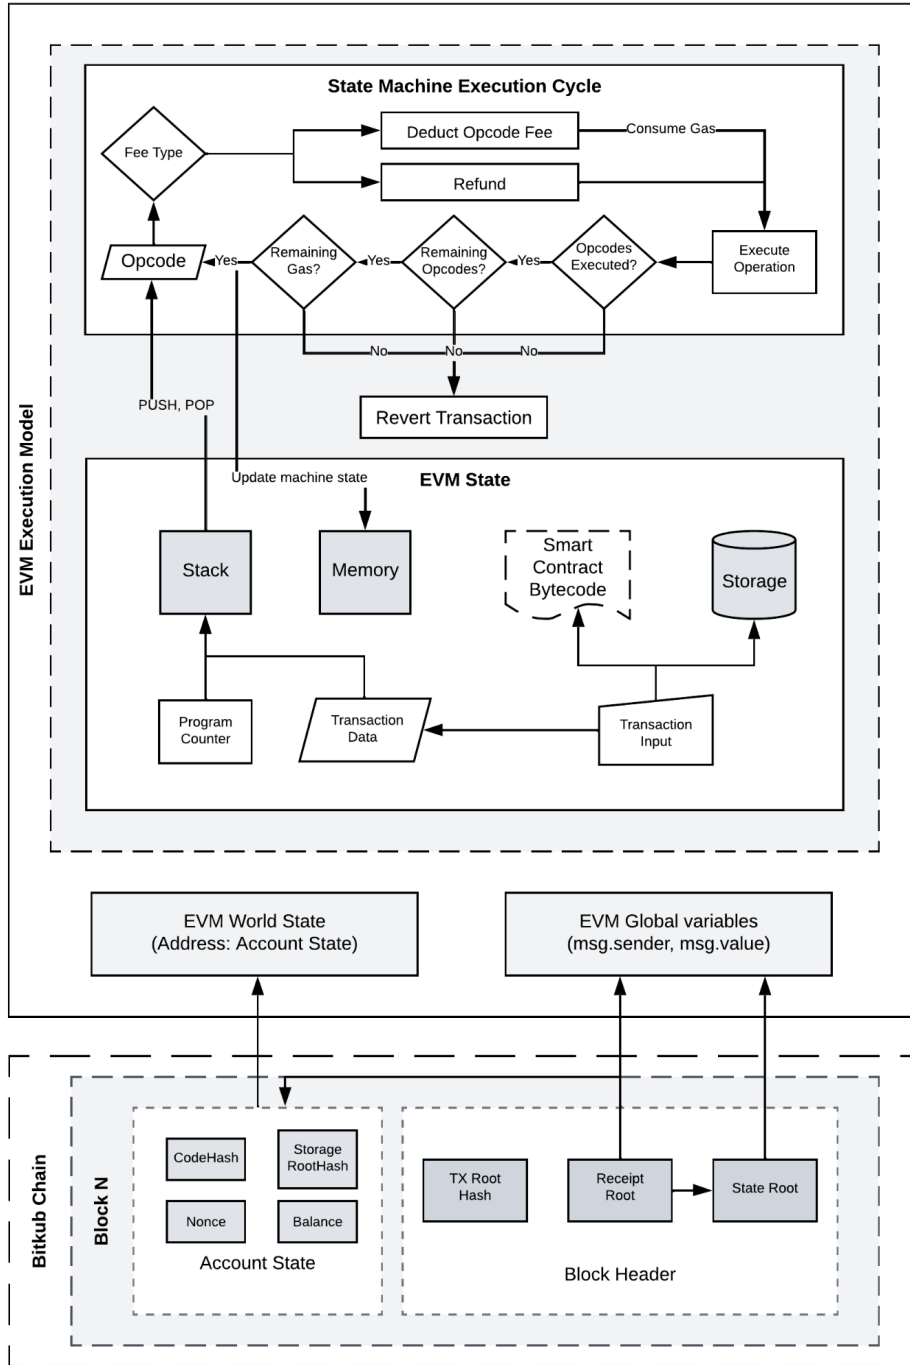 State Machine Execution Cycle
Fee Type
Deduct Opcode Fee
Consume Gas
Refund
Opcode
Yes
Remaining
Gas?
Yes
Remaining
Opcodes?
Yes
Opcodes
Executed?
Execute
Operation
No
No
No
PUSH, POP
Revert Transaction
EVM Execution Model
Update machine state
EVM State
Stack
Memory
Smart
Contract
Bytecode
Storage
Program
Counter
Transaction
Data
Transaction
Input
EVM World State
(Address: Account State)
EVM Global variables
(msg.sender, msg.value)
Bitkub Chain
Block N
CodeHash
Storage
RootHash
Nonce
Balance
Account State
TX Root
Hash
Receipt
Root
State Root
Block Header